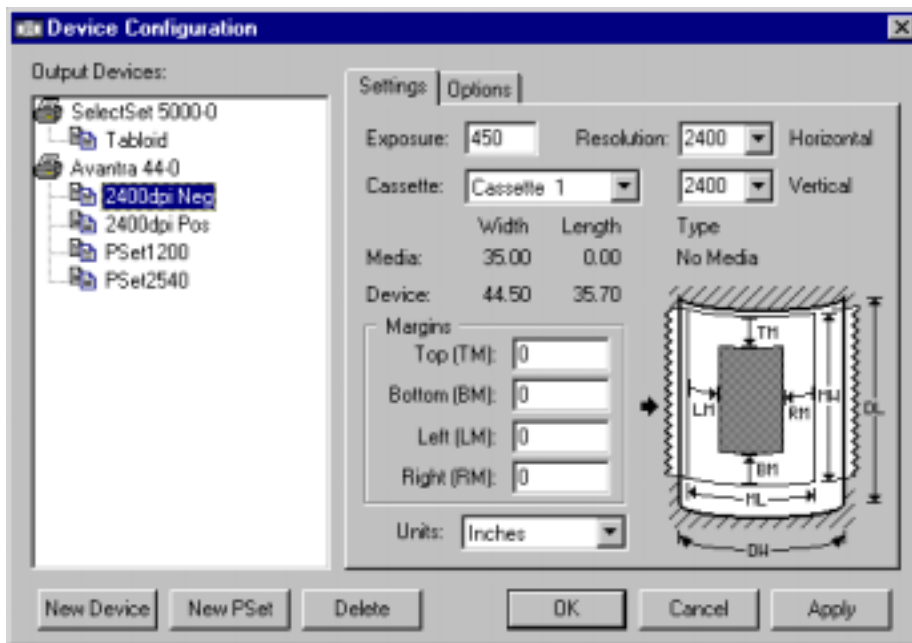 Device Configuration
Output Devices:
SelectSet 5000-0
Tabloid
Avantra 44-0
2400dpi Neg
2400dpi Pos
PSet1200
PSet2540
Settings
Options
Exposure: 450 Resolution: 2400 Horizontal
Cassette: Cassette 1 2400 Vertical
Width Length Type
Media: 35.00 0.00 No Media
Device: 44.50 35.70
Margins
Top (TM): 0
Bottom (BM): 0
Left (LM): 0
Right (RM): 0
Units: Inches
TM
LM
RM
MW
DL
BM
ML
DW
New Device
New PSet
Delete
OK
Cancel
Apply